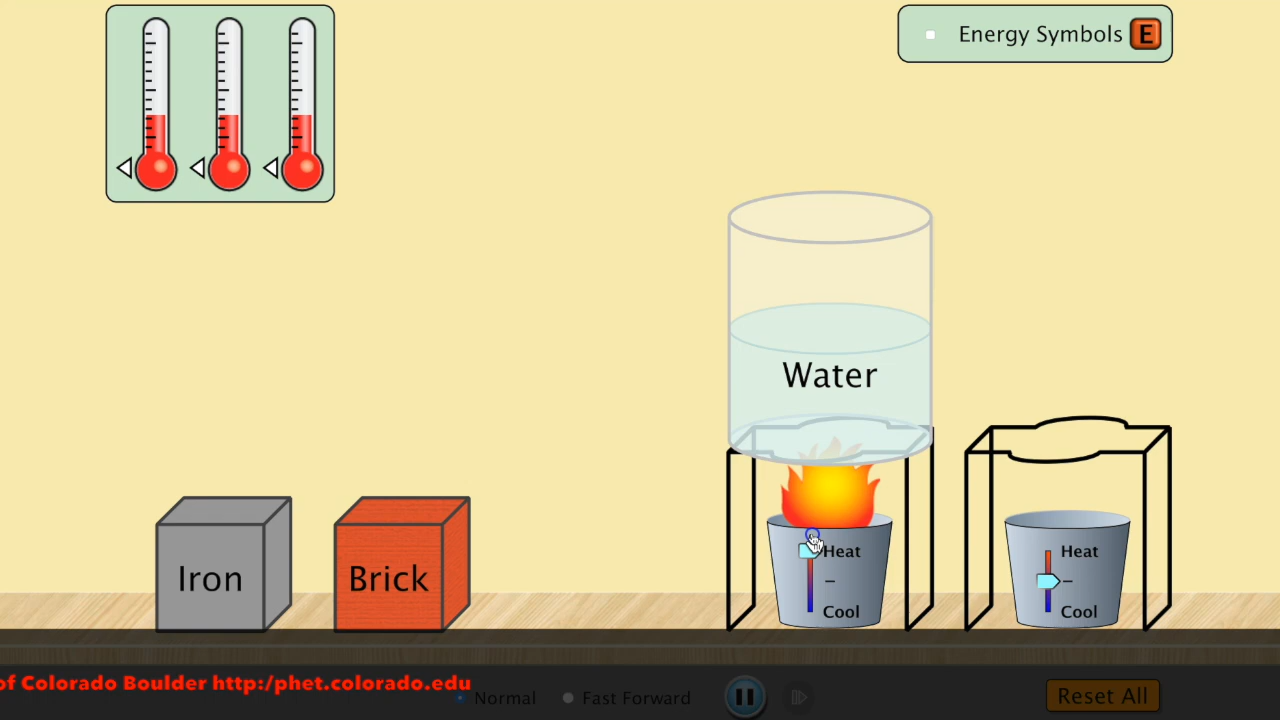 Energy Symbols E
Water
Iron
Brick
Heat
–
Cool
Heat
–
Cool
of Colorado Boulder http:/phet.colorado.edu
Normal
Fast Forward
Reset All